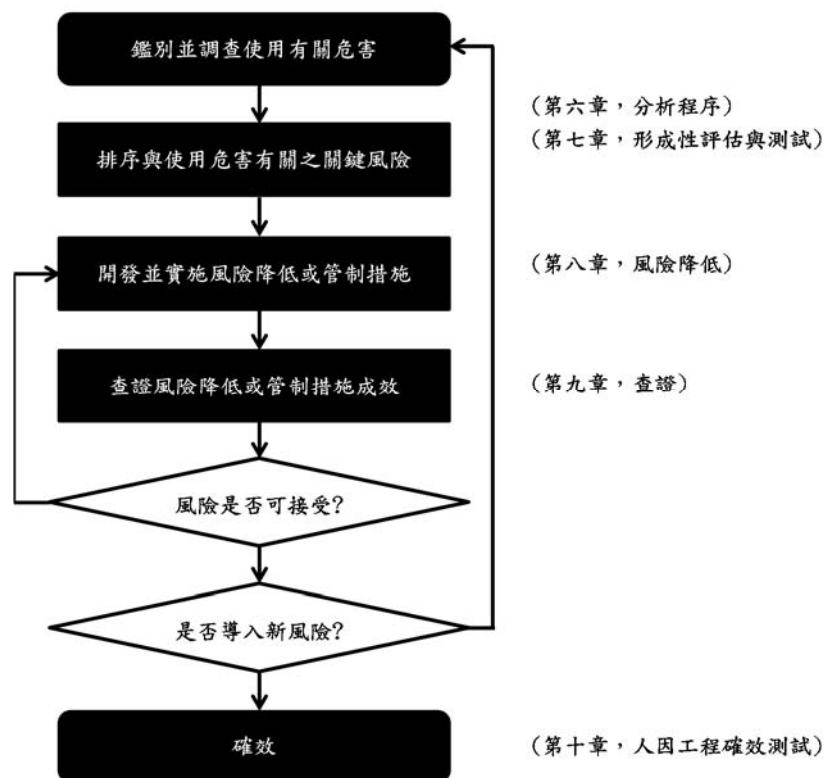 鑑別並調查使用有關危害
(第六章，分析程序)
(第七章，形成性評估與測試)
排序與使用危害有關之關鍵風險
開發並實施風險降低或管制措施
(第八章，風險降低)
查證風險降低或管制措施成效
(第九章，查證)
風險是否可接受?
是否導入新風險?
確效
(第十章，人因工程確效測試)